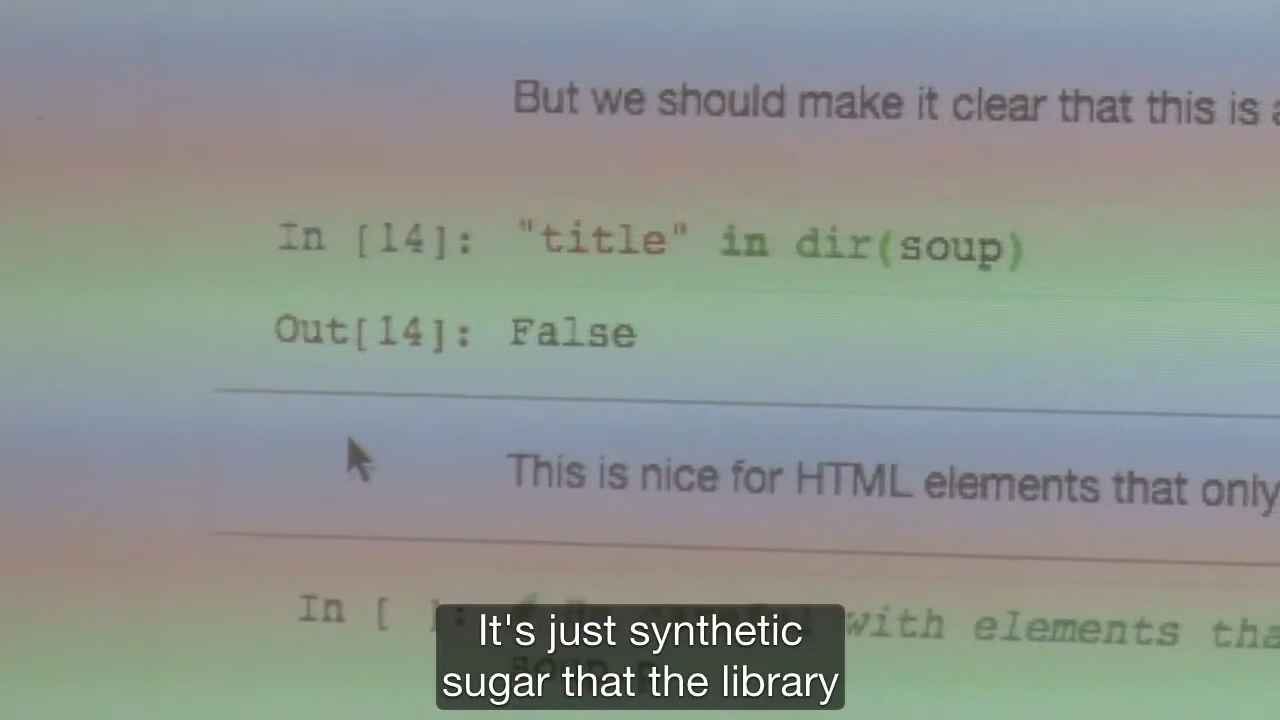 But we should make it clear that this is
In [14]: "title" in dir(soup)
Out[14]: False
This is nice for HTML elements that only
In [ ]: # with elements
It's just synthetic
sugar that the library